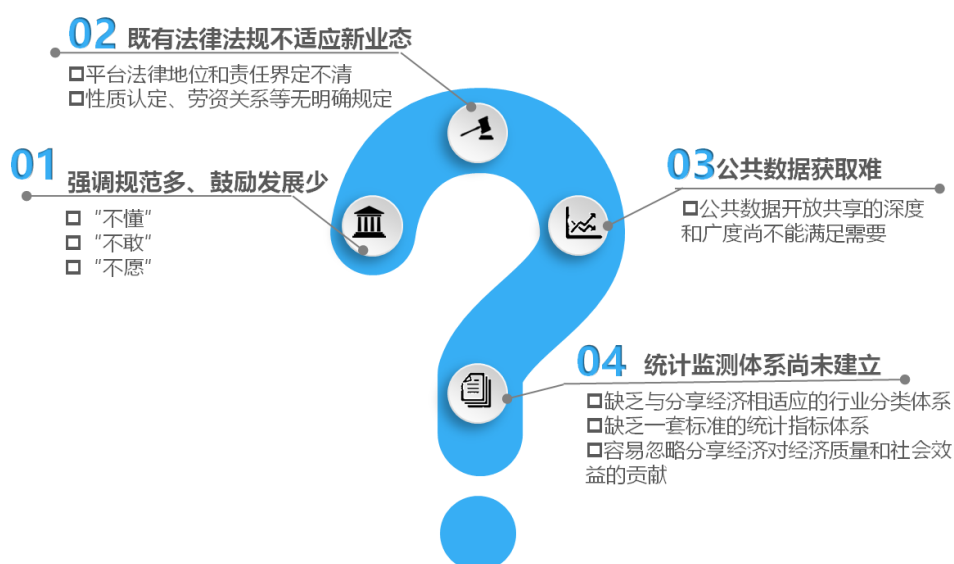 01
强调规范多、鼓励发展少
“不懂”
“不敢”
“不愿”
02 既有法律法规不适应新业态
平台法律地位和责任界定不清
性质认定、劳资关系等无明确规定
03 公共数据获取难
公共数据开放共享的深度
和广度尚不能满足需要
04 统计监测体系尚未建立
缺乏与分享经济相适应的行业分类体系
缺乏一套标准的统计指标体系
容易忽略分享经济对经济质量和社会效
益的贡献